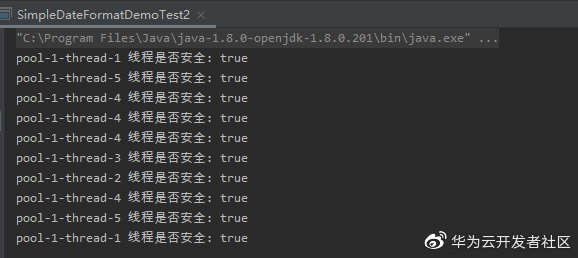 SimpleDateFormatDemoTest2
"C:\Program Files\Java\java-1.8.0-openjdk-1.8.0.201\bin\java.exe" ...
pool-1-thread-1 线程是否安全: true
pool-1-thread-5 线程是否安全: true
pool-1-thread-4 线程是否安全: true
pool-1-thread-4 线程是否安全: true
pool-1-thread-4 线程是否安全: true
pool-1-thread-3 线程是否安全: true
pool-1-thread-2 线程是否安全: true
pool-1-thread-4 线程是否安全: true
pool-1-thread-5 线程是否安全: true
pool-1-thread-1 线程是否安全: true
华为云开发者社区